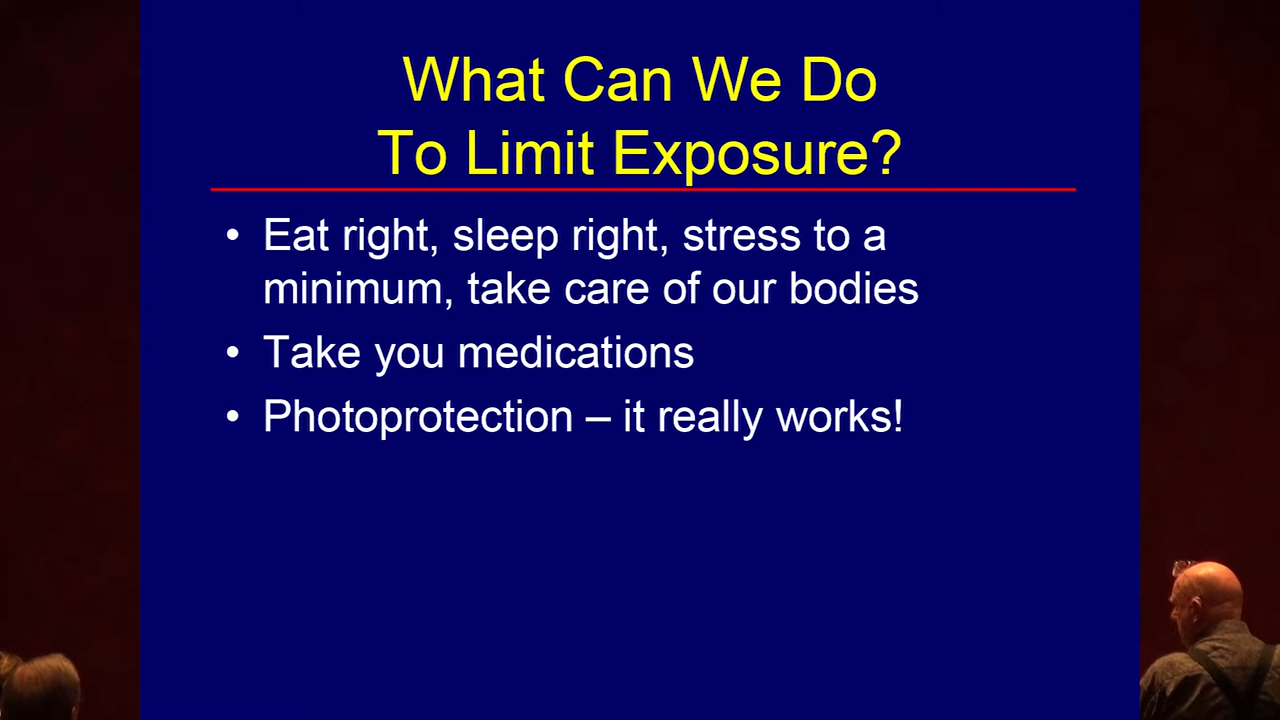 What Can We Do
To Limit Exposure?
• Eat right, sleep right, stress to a
minimum, take care of our bodies
• Take you medications
• Photoprotection – it really works!